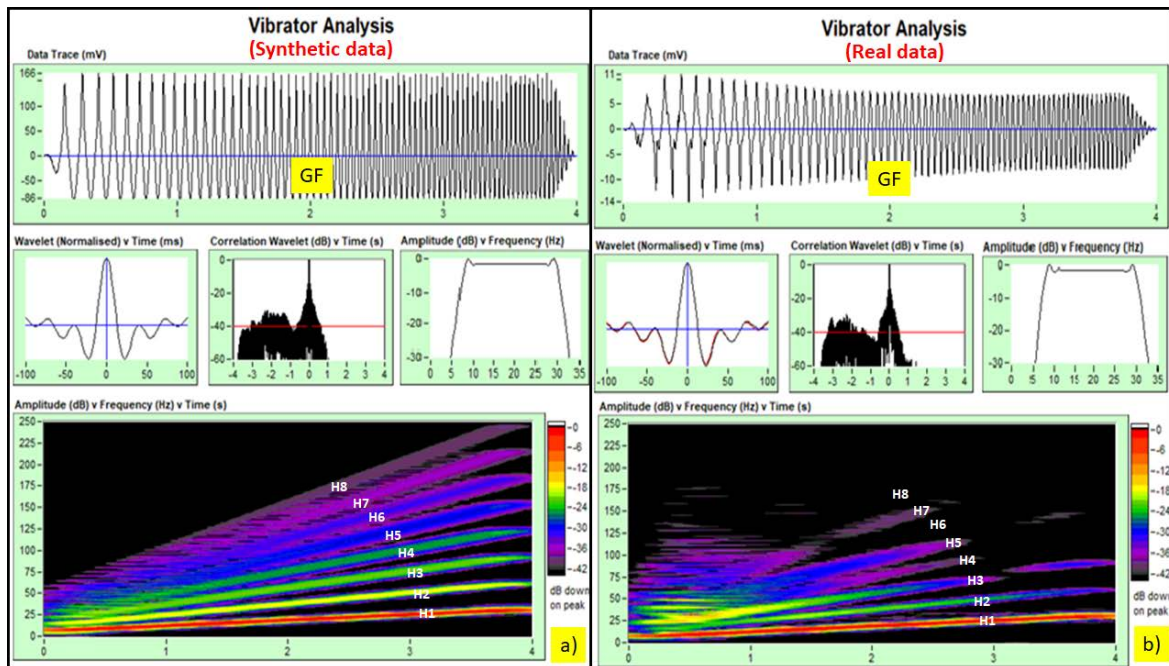 Vibrator Analysis
(Synthetic data)
Data Trace (mV)
166
100
50
0
-50
-86
GF
0 1 2 3 4
Wavelet (Normalised) v Time (ms)
-100 -50 0 50 100
Correlation Wavelet (dB) v Time (s)
-0
-20
-40
-60
-4 -3 -2 -1 0 1 2 3 4
Amplitude (dB) v Frequency (Hz)
-0
-10
-20
-30
0 5 10 15 20 25 30 35
Amplitude (dB) v Frequency (Hz) v Time (s)
250
225
200
175
150
125
100
75
50
25
0
H8
H7
H6
H5
H4
H3
H2
H1
0 1 2 3 4
-0
-6
-12
-18
-24
-30
-36
-42
dB down
on peak
a)
Vibrator Analysis
(Real data)
Data Trace (mV)
11
5
0
-5
-10
-14
GF
0 1 2 3 4
Wavelet (Normalised) v Time (ms)
-100 -50 0 50 100
Correlation Wavelet (dB) v Time (s)
-0
-20
-40
-60
-4 -3 -2 -1 0 1 2 3 4
Amplitude (dB) v Frequency (Hz)
-0
-10
-20
-30
0 5 10 15 20 25 30 35
Amplitude (dB) v Frequency (Hz) v Time (s)
250
225
200
175
150
125
100
75
50
25
0
H8
H7
H6
H5
H4
H3
H2
H1
0 1 2 3 4
-0
-6
-12
-18
-24
-30
-36
-42
dB down
on peak
b)